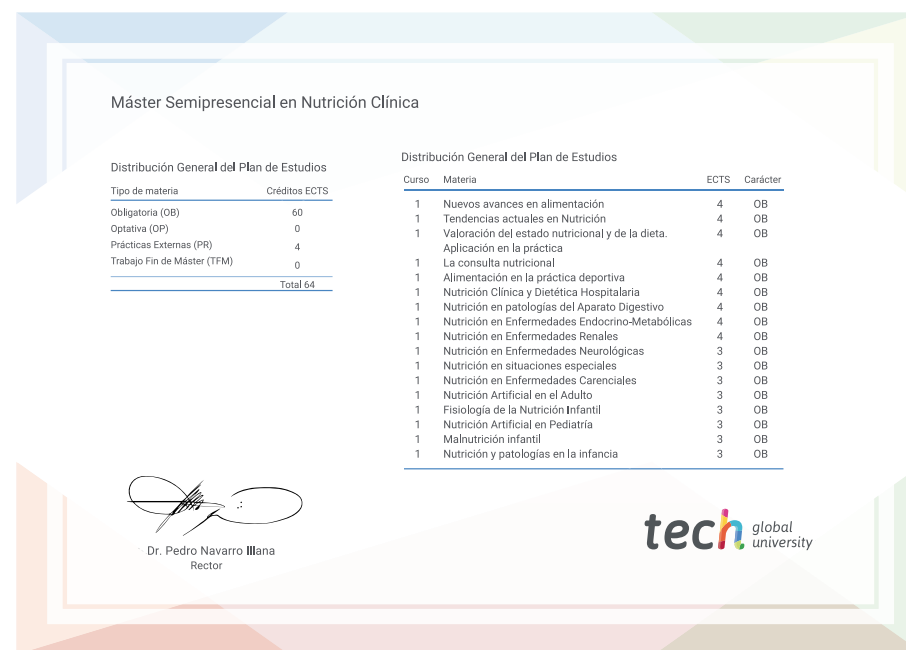 Máster Semipresencial en Nutrición Clínica
Distribución General del Plan de Estudios
Tipo de materia Créditos ECTS
Obligatoria (OB) 60
Optativa (OP) 0
Prácticas Externas (PR) 4
Trabajo Fin de Máster (TFM) 0
Total 64
Distribución General del Plan de Estudios
Curso Materia ECTS Carácter
1 Nuevos avances en alimentación 4 OB
1 Tendencias actuales en Nutrición 4 OB
1 Valoración del estado nutricional y de la dieta. 4 OB
Aplicación en la práctica
1 La consulta nutricional 4 OB
1 Alimentación en la práctica deportiva 4 OB
1 Nutrición Clínica y Dietética Hospitalaria 4 OB
1 Nutrición en patologías del Aparato Digestivo 4 OB
1 Nutrición en Enfermedades Endocrino-Metabólicas 4 OB
1 Nutrición en Enfermedades Renales 4 OB
1 Nutrición en Enfermedades Neurológicas 3 OB
1 Nutrición en situaciones especiales 3 OB
1 Nutrición en Enfermedades Carenciales 3 OB
1 Nutrición Artificial en el Adulto 3 OB
1 Fisiología de la Nutrición Infantil 3 OB
1 Nutrición Artificial en Pediatría 3 OB
1 Malnutrición infantil 3 OB
1 Nutrición y patologías en la infancia 3 OB
Dr. Pedro Navarro Illana
Rector
tech global
university